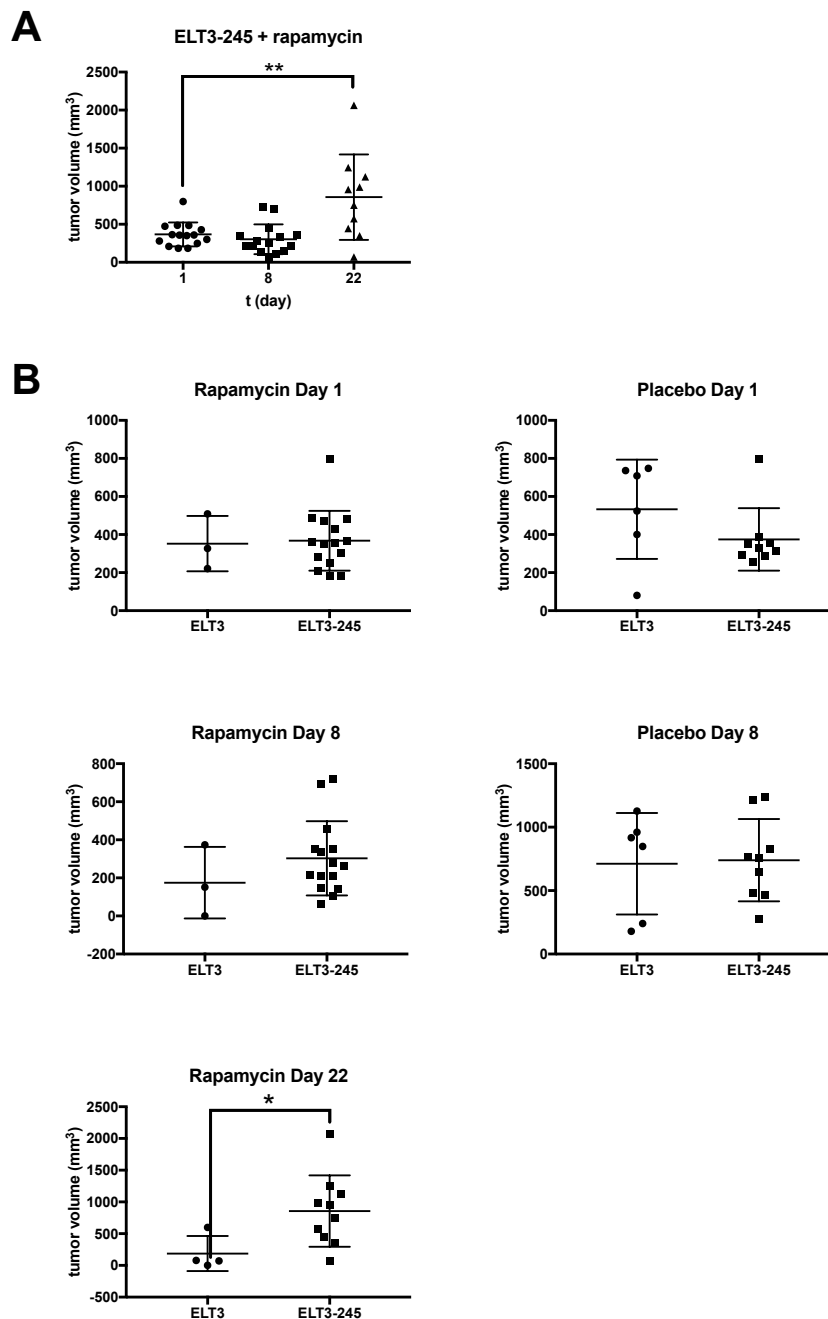 A
ELT3-245 + rapamycin
**
2500
2000
1500
1000
500
0
tumor volume (mm³)
1 8 22
t (day)
B
Rapamycin Day 1
1000
800
600
400
200
0
tumor volume (mm³)
ELT3 ELT3-245
Placebo Day 1
1000
800
600
400
200
0
tumor volume (mm³)
ELT3 ELT3-245
Rapamycin Day 8
800
600
400
200
0
-200
tumor volume (mm³)
ELT3 ELT3-245
Placebo Day 8
1500
1000
500
0
tumor volume (mm³)
ELT3 ELT3-245
Rapamycin Day 22
*
2500
2000
1500
1000
500
0
-500
tumor volume (mm³)
ELT3 ELT3-245